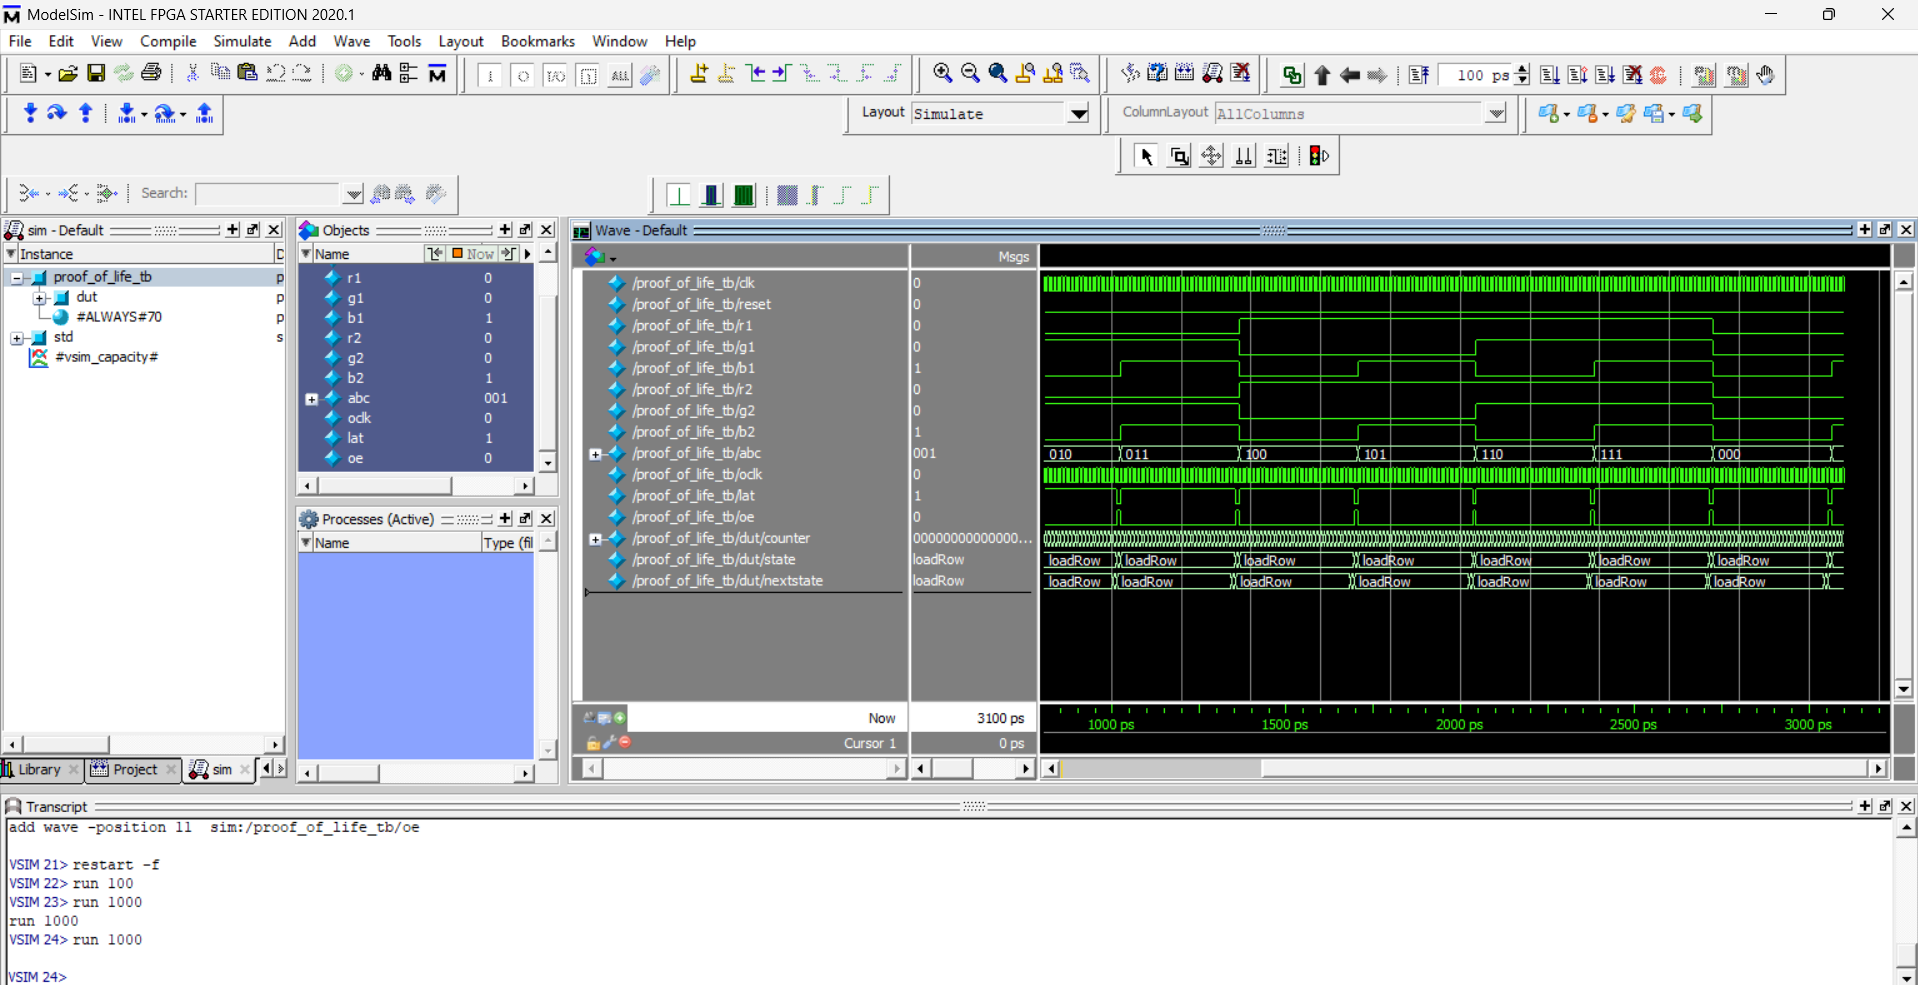 ModelSim - INTEL FPGA STARTER EDITION 2020.1
File Edit View Compile Simulate Add Wave Tools Layout Bookmarks Window Help
100 ps
Layout Simulate
ColumnLayout AllColumns
Search:
sim - Default
Instance
proof_of_life_tb p
dut p
#ALWAYS#70 p
std s
#vsim_capacity#
Library Project sim
Objects
Name Now
r1 0
g1 0
b1 1
r2 0
g2 0
b2 1
abc 001
oclk 0
lat 1
oe 0
Processes (Active)
Name Type (fil
Wave - Default
Msgs
/proof_of_life_tb/clk 0
/proof_of_life_tb/reset 0
/proof_of_life_tb/r1 0
/proof_of_life_tb/g1 0
/proof_of_life_tb/b1 1
/proof_of_life_tb/r2 0
/proof_of_life_tb/g2 0
/proof_of_life_tb/b2 1
/proof_of_life_tb/abc 001 010 011 100 101 110 111 000
/proof_of_life_tb/oclk 0
/proof_of_life_tb/lat 1
/proof_of_life_tb/oe 0
/proof_of_life_tb/dut/counter 00000000000000...
/proof_of_life_tb/dut/state loadRow loadRow loadRow loadRow loadRow loadRow loadRow loadRow
/proof_of_life_tb/dut/nextstate loadRow loadRow loadRow loadRow loadRow loadRow loadRow loadRow
Now 3100 ps
1000 ps 1500 ps 2000 ps 2500 ps 3000 ps
Cursor 1 0 ps
Transcript
add wave -position 11 sim:/proof_of_life_tb/oe
VSIM 21> restart -f
VSIM 22> run 100
VSIM 23> run 1000
run 1000
VSIM 24> run 1000
VSIM 24>